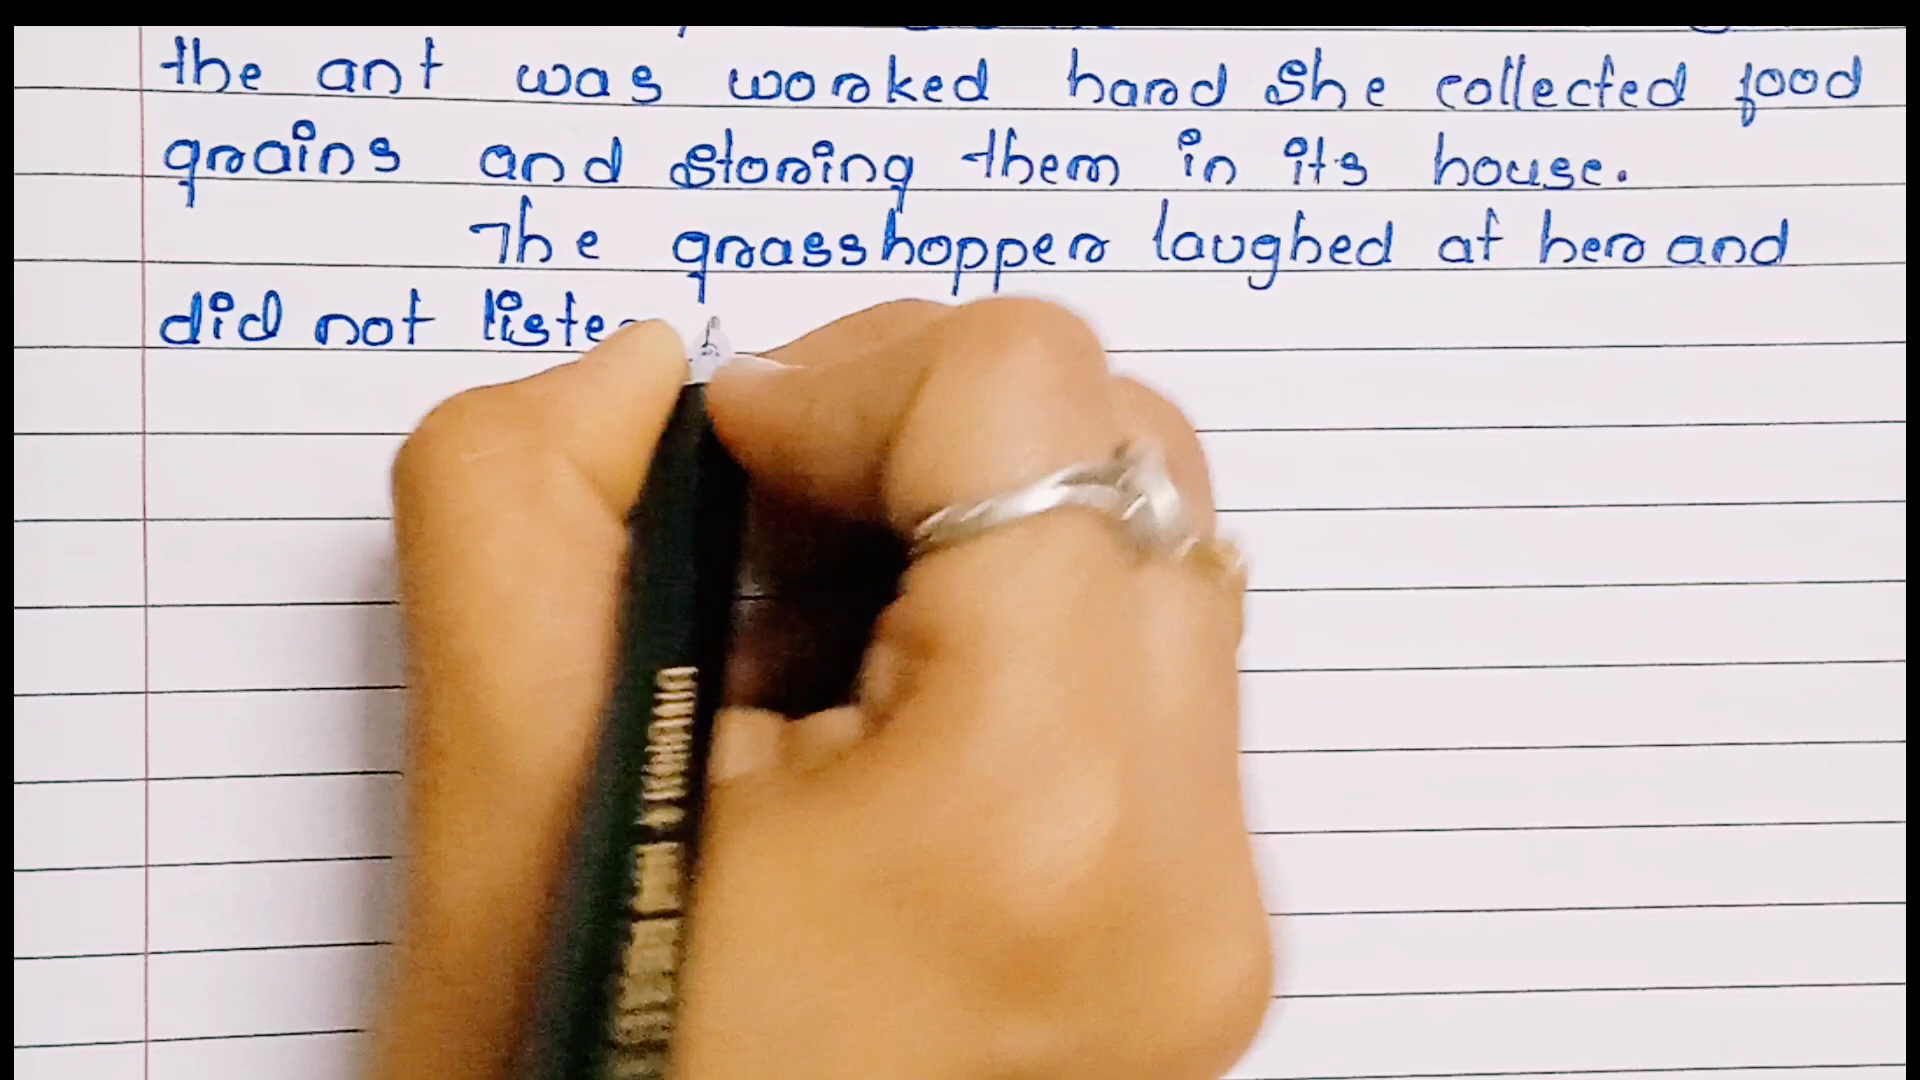 the ant was worked hard She collected food
grains and storing them in its house.
The grasshopper laughed at her and
did not liste